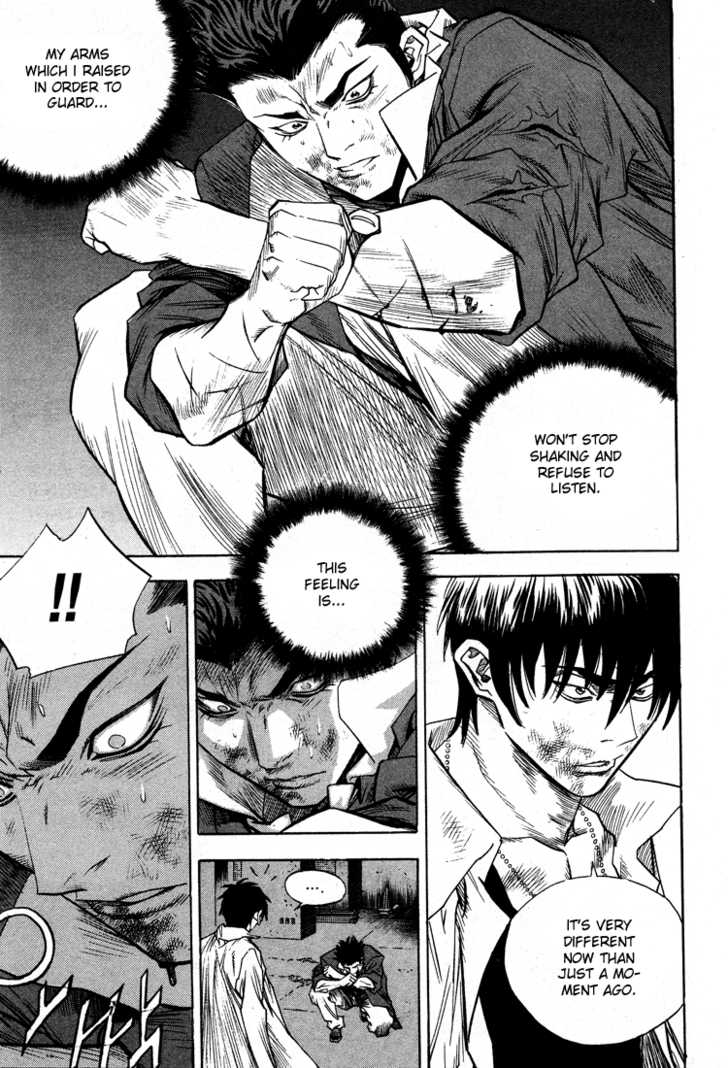 MY ARMS
WHICH I RAISED
IN ORDER TO
GUARD...
WON'T STOP
SHAKING AND
REFUSE TO
LISTEN.
IT'S VERY
DIFFERENT
NOW THAN
JUST A MO-
MENT AGO.
THIS
FEELING
IS...
....
!!